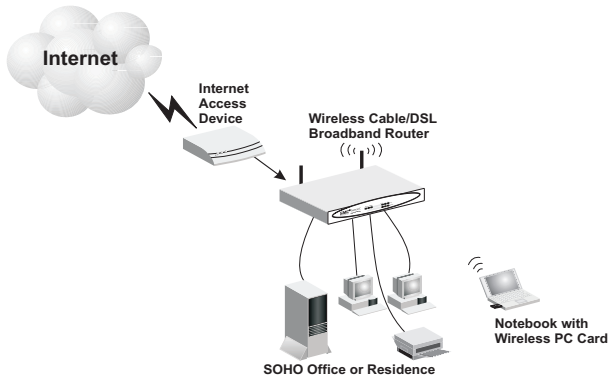 Internet
Internet
Access
Device
Wireless Cable/DSL
Broadband Router
Notebook with
Wireless PC Card
SOHO Office or Residence